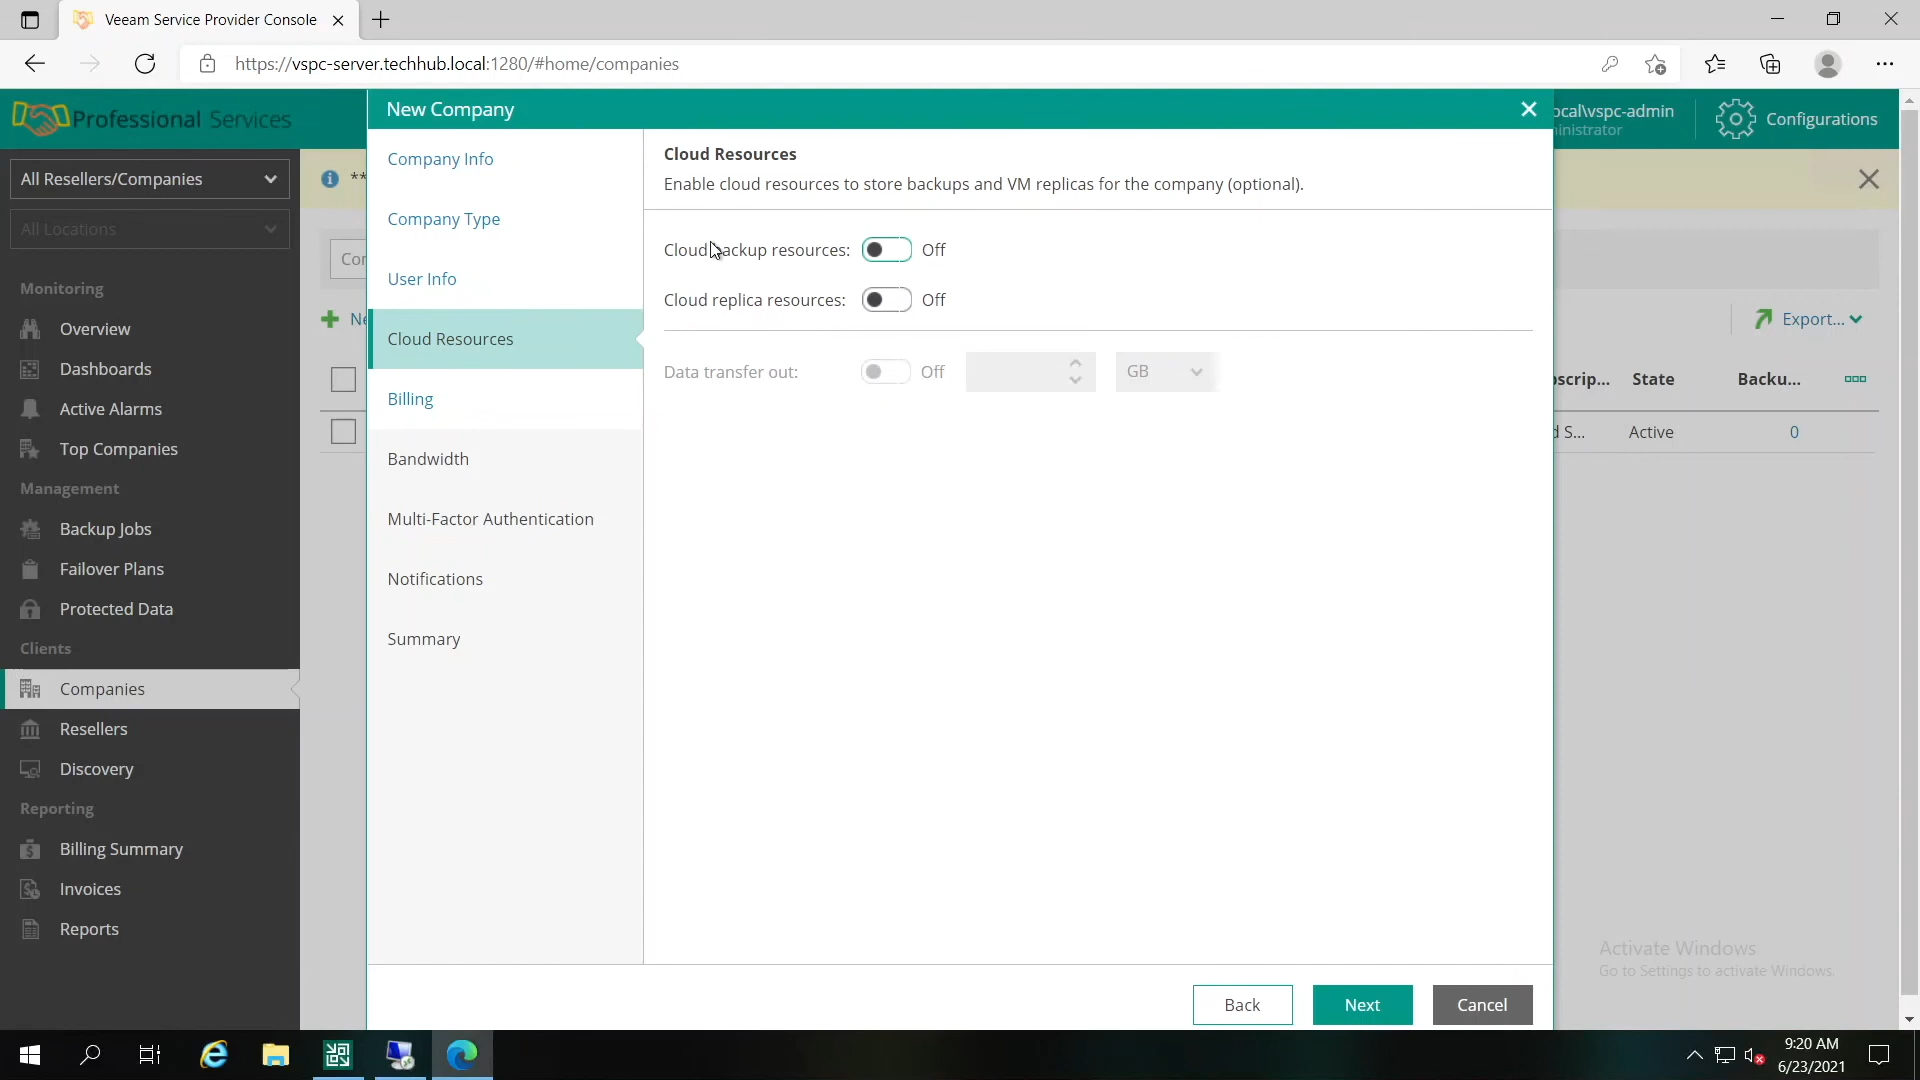 Veeam Service Provider Console
https://vspc-server.techhub.local:1280/#home/companies
Professional Services
New Company
ocal\vspc-admin
inistrator
Configurations
All Resellers/Companies
**
All Locations
Monitoring
Overview
Dashboards
Active Alarms
Top Companies
Management
Backup Jobs
Failover Plans
Protected Data
Clients
Companies
Resellers
Discovery
Reporting
Billing Summary
Invoices
Reports
Company Info
Company Type
User Info
Cloud Resources
Billing
Bandwidth
Multi-Factor Authentication
Notifications
Summary
Cloud Resources
Enable cloud resources to store backups and VM replicas for the company (optional).
Cloud backup resources: Off
Cloud replica resources: Off
Data transfer out: Off GB
Export...
State
Backu...
d S...
Active
0
Activate Windows
Go to Settings to activate Windows.
Back
Next
Cancel
9:20 AM
6/23/2021